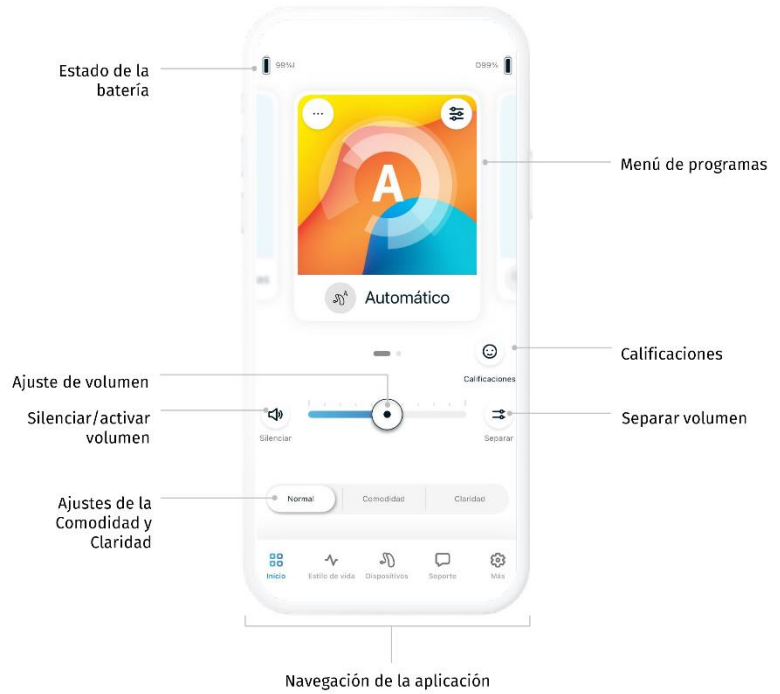 Estado de la
batería
99%I
D99%
...
A
Menú de programas
A
Automático
Calificaciones
Calificaciones
Ajuste de volumen
Silenciar/activar
volumen
Silenciar
Separar
Separar volumen
Ajustes de la
Comodidad y
Claridad
Normal
Comodidad
Claridad
Inicio
Estilo de vida
Dispositivos
Soporte
Más
Navegación de la aplicación